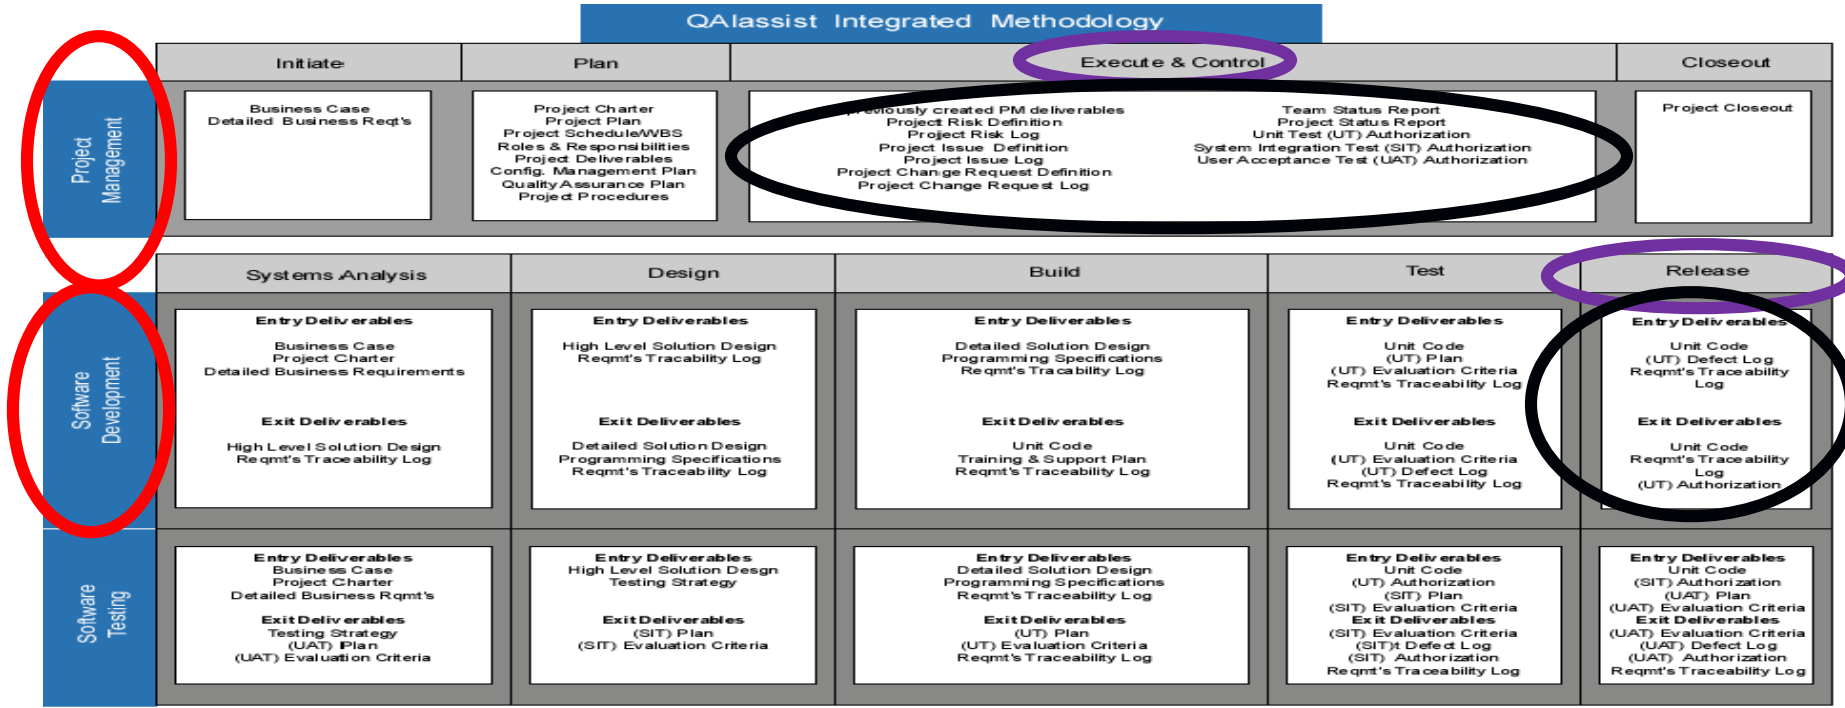 QAIassist Integrated Methodology
Initiate
Plan
Execute & Control
Closeout
Project
Management
Business Case
Detailed Business Reqt's
Project Charter
Project Plan
Project Schedule/WBS
Roles & Responsibilities
Project Deliverables
Config. Management Plan
Quality Assurance Plan
Project Procedures
created PM deliverables
Project Risk Definition
Project Risk Log
Project Issue Definition
Project Issue Log
Project Change Request Definition
Project Change Request Log
Team Status Report
Project Status Report
Unit Test (UT) Authorization
System Integration Test (SIT) Authorization
User Acceptance Test (UAT) Authorization
Project Closeout
Systems Analysis
Design
Build
Test
Release
Software
Development
Entry Deliverables
Business Case
Project Charter
Detailed Business Requirements
Exit Deliverables
High Level Solution Design
Reqmt's Traceability Log
Entry Deliverables
High Level Solution Design
Reqmt's Tracability Log
Exit Deliverables
Detailed Solution Design
Programming Specifications
Reqmt's Traceability Log
Entry Deliverables
Detailed Solution Design
Programming Specifications
Reqmt's Tracability Log
Exit Deliverables
Unit Code
Training & Support Plan
Reqmt's Traceability Log
Entry Deliverables
Unit Code
(UT) Plan
(UT) Evaluation Criteria
Reqmt's Traceability Log
Exit Deliverables
Unit Code
(UT) Evaluation Criteria
(UT) Defect Log
Reqmt's Traceability Log
Entry Deliverables
Unit Code
(UT) Defect Log
Reqmt's Traceability
Log
Exit Deliverables
Unit Code
Reqmt's Traceability
Log
(UT) Authorization
Software
Testing
Entry Deliverables
Business Case
Project Charter
Detailed Business Rqmt's
Exit Deliverables
Testing Strategy
(UAT) Plan
(UAT) Evaluation Criteria
Entry Deliverables
High Level Solution Desgn
Testing Strategy
Exit Deliverables
(SIT) Plan
(SIT) Evaluation Criteria
Entry Deliverables
Detailed Solution Design
Programming Specifications
Reqmt's Traceability Log
Exit Deliverables
(UT) Plan
(UT) Evaluation Criteria
Reqmt's Traceability Log
Entry Deliverables
Unit Code
(UT) Authorization
(SIT) Plan
(SIT) Evaluation Criteria
Exit Deliverables
(SIT) Evaluation Criteria
(SIT)t Defect Log
(SIT) Authorization
Reqmt's Traceability Log
Entry Deliverables
Unit Code
(SIT) Authorization
(UAT) Plan
(UAT) Evaluation Criteria
Exit Deliverables
(UAT) Evaluation Criteria
(UAT) Defect Log
(UAT) Authorization
Reqmt's Traceability Log